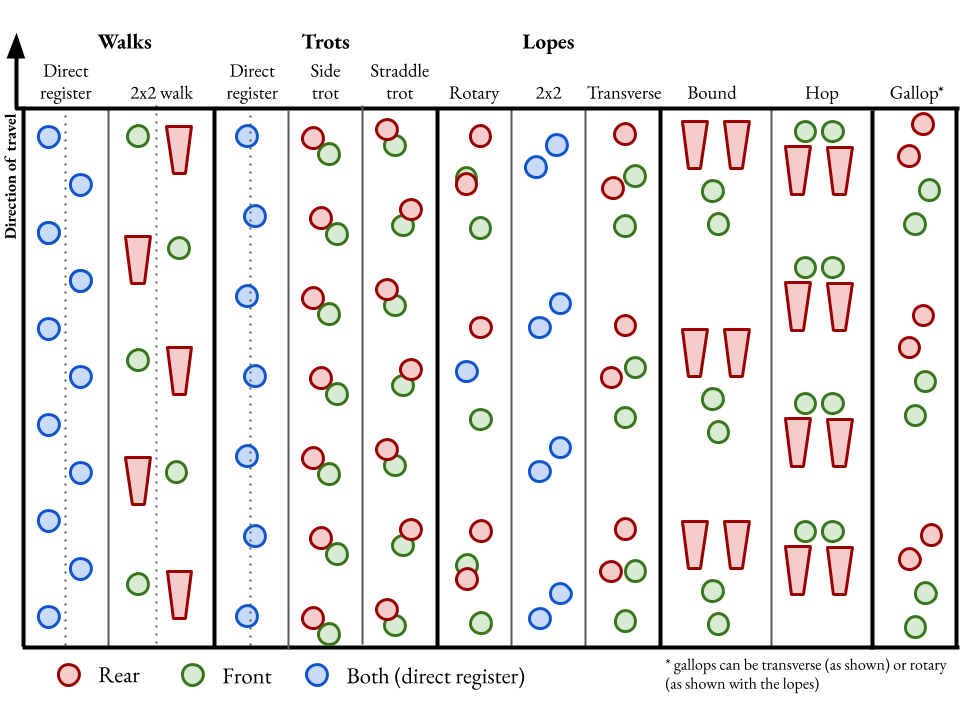 Walks
Trots
Lopes
Direct register
2x2 walk
Direct register
Side trot
Straddle trot
Rotary
2x2
Transverse
Bound
Hop
Gallop*
Direction of travel
Rear
Front
Both (direct register)
* gallops can be transverse (as shown) or rotary
(as shown with the lopes)